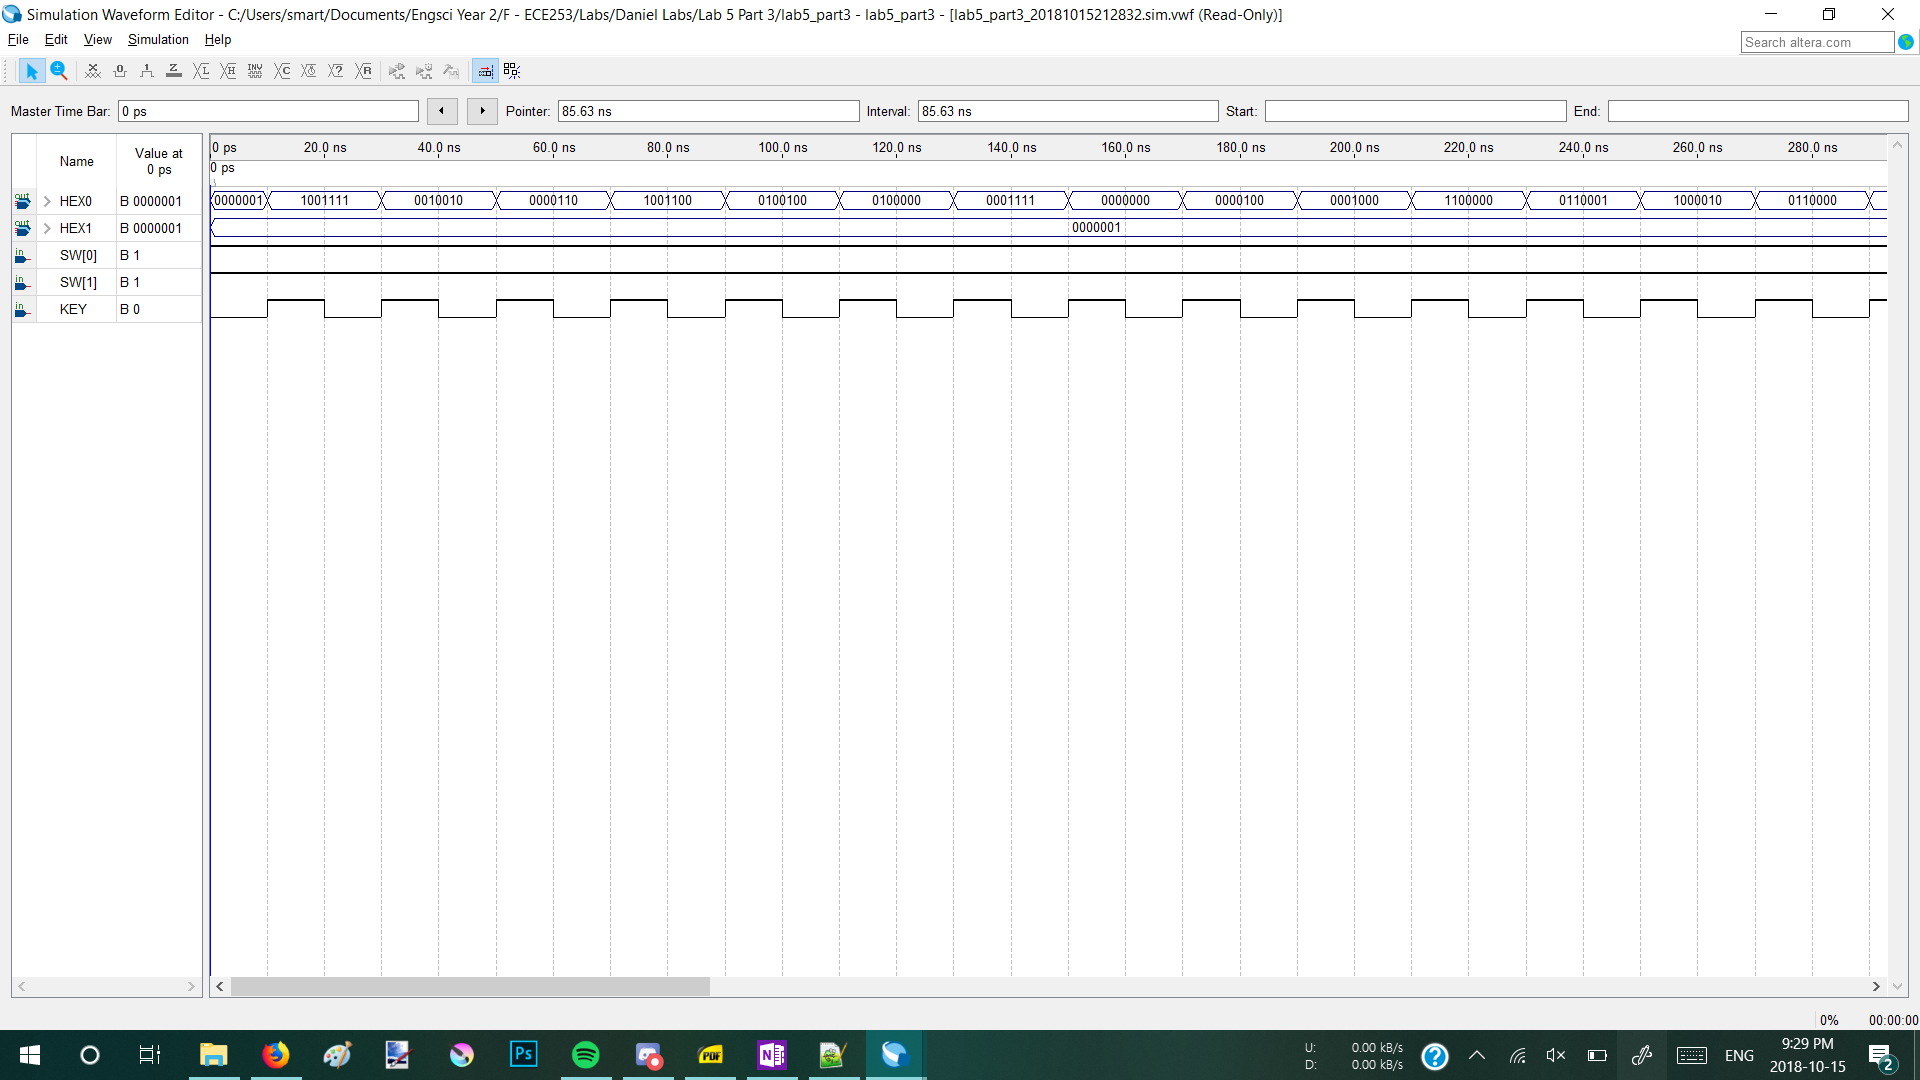 Simulation Waveform Editor - C:/Users/smart/Documents/Engsci Year 2/F - ECE253/Labs/Daniel Labs/Lab 5 Part 3/lab5_part3 - lab5_part3 - [lab5_part3_20181015212832.sim.vwf (Read-Only)]
File Edit View Simulation Help
Search altera.com
Master Time Bar: 0 ps Pointer: 85.63 ns Interval: 85.63 ns Start: End:
Name Value at 0 ps
0 ps 20.0 ns 40.0 ns 60.0 ns 80.0 ns 100.0 ns 120.0 ns 140.0 ns 160.0 ns 180.0 ns 200.0 ns 220.0 ns 240.0 ns 260.0 ns 280.0 ns
0 ps
HEX0 B 0000001 0000001 1001111 0010010 0000110 1001100 0100100 0100000 0001111 0000000 0000100 0001000 1100000 0110001 1000010 0110000
HEX1 B 0000001 0000001
SW[0] B 1
SW[1] B 1
KEY B 0
0% 00:00:00
U: 0.00 kB/s
D: 0.00 kB/s
ENG
9:29 PM
2018-10-15
2